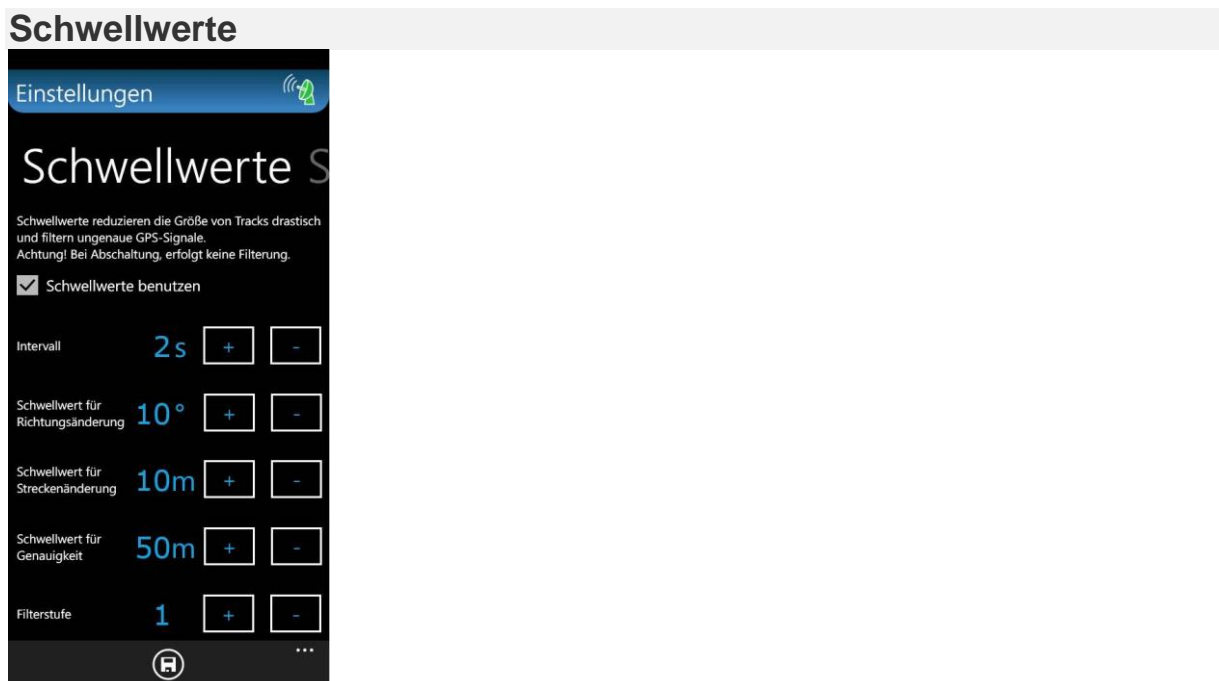 Schwellwerte
Einstellungen
Schwellwerte S
Schwellwerte reduzieren die Größe von Tracks drastisch
und filtern ungenaue GPS-Signale.
Achtung! Bei Abschaltung, erfolgt keine Filterung.
Schwellwerte benutzen
Intervall 2 s + -
Schwellwert für
Richtungsänderung 10° + -
Schwellwert für
Streckenänderung 10m + -
Schwellwert für
Genauigkeit 50m + -
Filterstufe 1 + -
...